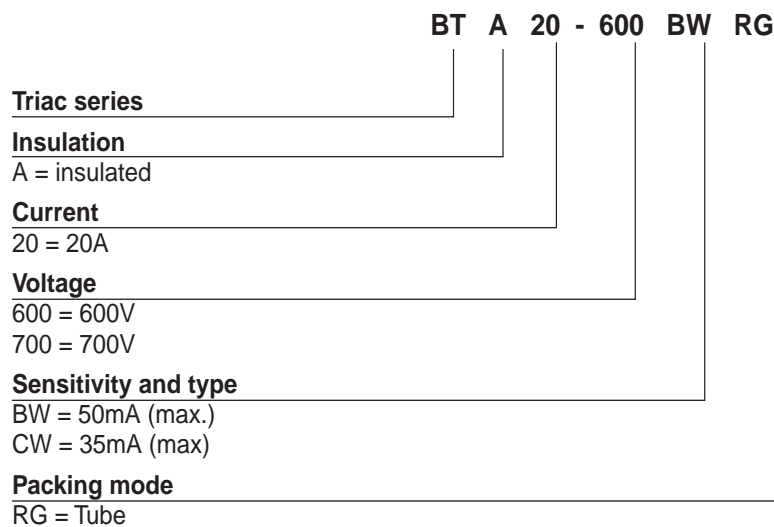 BT A 20 - 600 BW RG
Triac series
Insulation
A = insulated
Current
20 = 20A
Voltage
600 = 600V
700 = 700V
Sensitivity and type
BW = 50mA (max.)
CW = 35mA (max)
Packing mode
RG = Tube